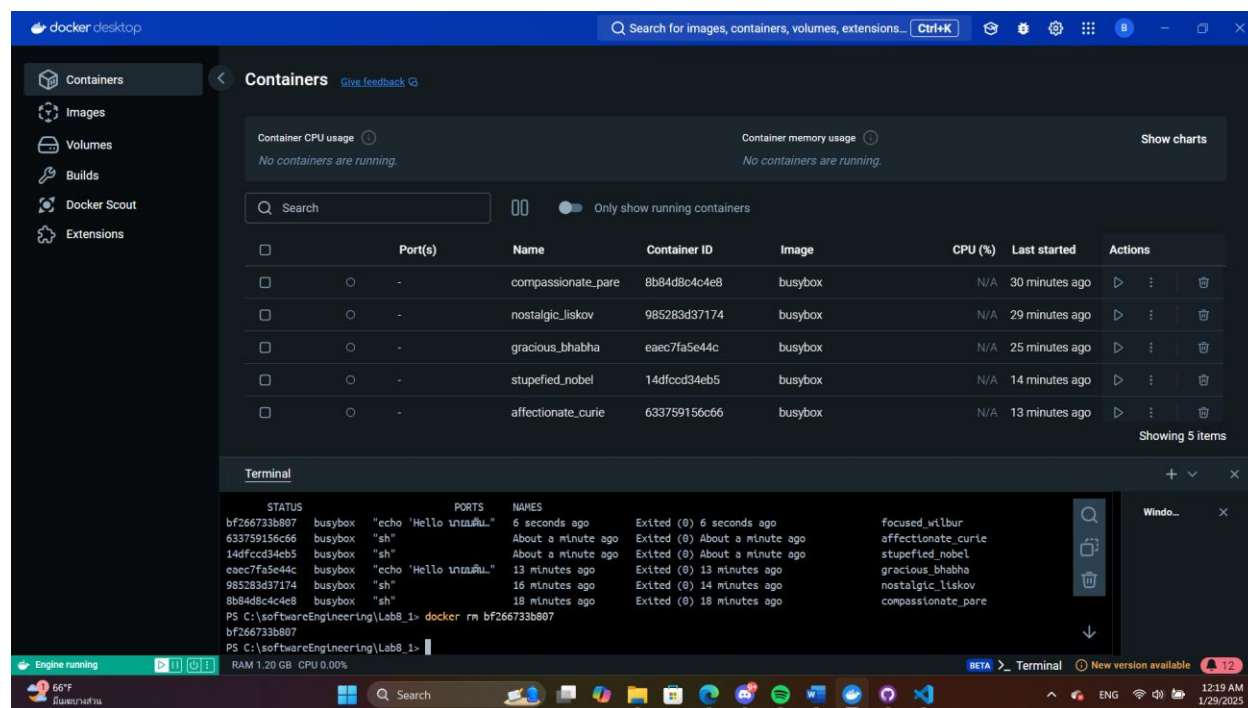 docker desktop
Search for images, containers, volumes, extensions... Ctrl+K
B
Containers
Images
Volumes
Builds
Docker Scout
Extensions
Containers Give feedback
Container CPU usage
No containers are running.
Container memory usage
No containers are running.
Show charts
Search
Only show running containers
Port(s) Name Container ID Image CPU (%) Last started Actions
- compassionate_pare 8b84d8c4c4e8 busybox N/A 30 minutes ago
- nostalgic_liskov 985283d37174 busybox N/A 29 minutes ago
- gracious_bhabha eaec7fa5e44c busybox N/A 25 minutes ago
- stupefied_nobel 14dfccd34eb5 busybox N/A 14 minutes ago
- affectionate_curie 633759156c66 busybox N/A 13 minutes ago
Showing 5 items
Terminal
Windo...
STATUS PORTS NAMES
bf266733b807 busybox "echo 'Hello …" 6 seconds ago Exited (0) 6 seconds ago focused_wilbur
633759156c66 busybox "sh" About a minute ago Exited (0) About a minute ago affectionate_curie
14dfccd34eb5 busybox "sh" About a minute ago Exited (0) About a minute ago stupefied_nobel
eaec7fa5e44c busybox "echo 'Hello …" 13 minutes ago Exited (0) 13 minutes ago gracious_bhabha
985283d37174 busybox "sh" 16 minutes ago Exited (0) 14 minutes ago nostalgic_liskov
8b84d8c4c4e8 busybox "sh" 18 minutes ago Exited (0) 18 minutes ago compassionate_pare
PS C:\softwareEngineering\Lab8_1> docker rm bf266733b807
bf266733b807
PS C:\softwareEngineering\Lab8_1>
Engine running RAM 1.20 GB CPU 0.00% BETA >_ Terminal New version available 12
66°F
มีเมฆบางส่วน
Search
ENG
12:19 AM
1/29/2025